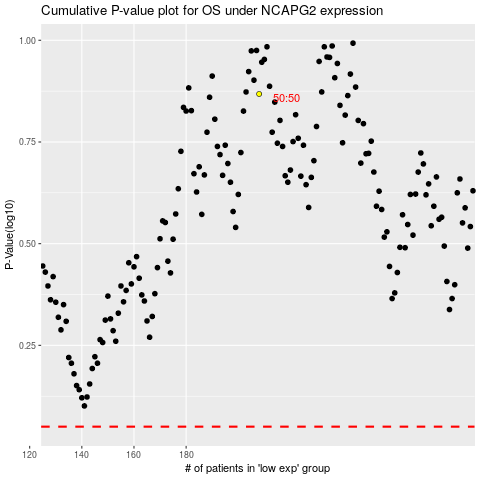 Cumulative P-value plot for OS under NCAPG2 expression
P-Value(log10)
1.00
0.75
0.50
0.25
50:50
120 140 160 180
# of patients in 'low exp' group